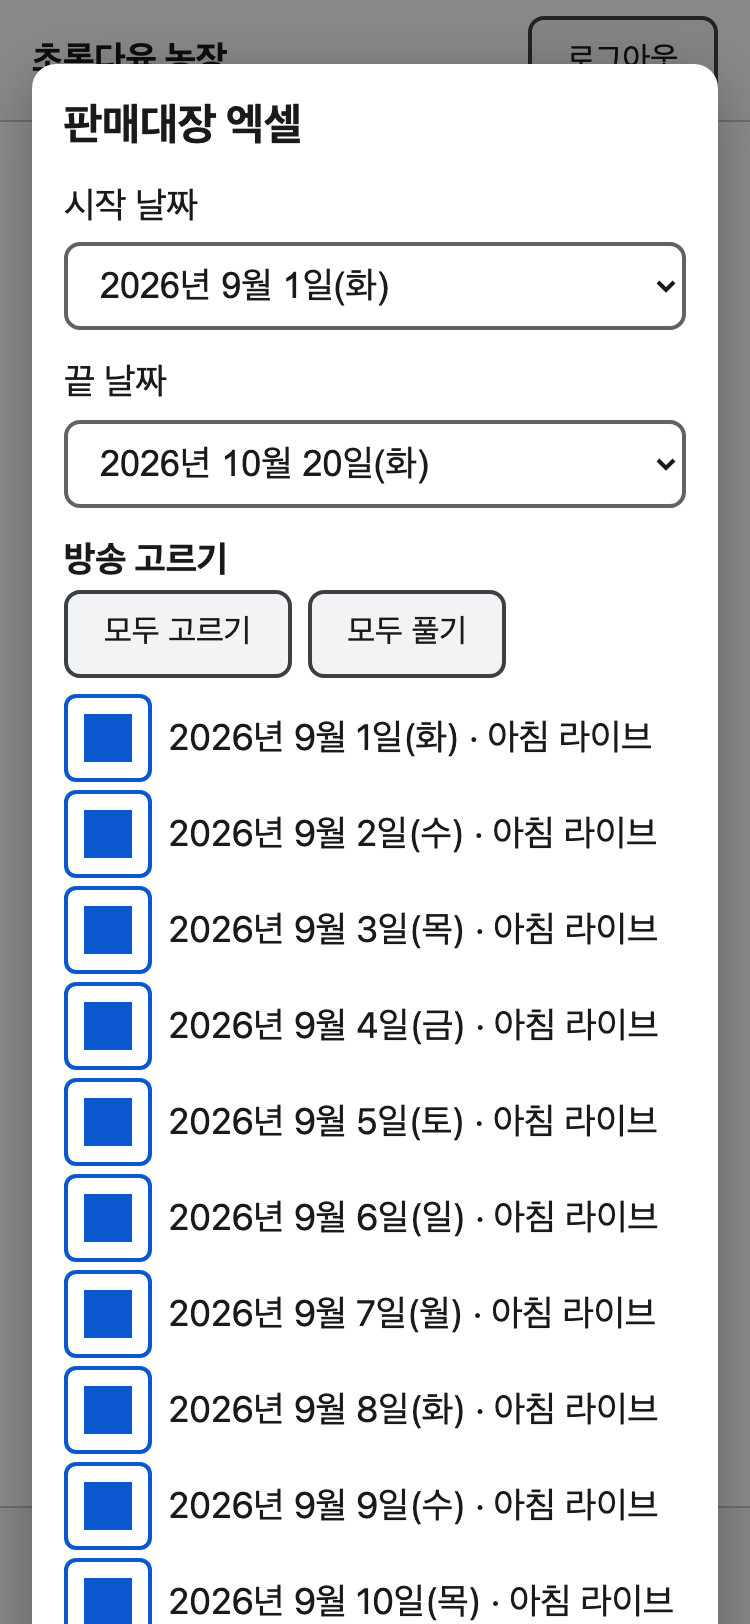 초록다육 농장
로그아웃
판매대장 엑셀
시작 날짜
2026년 9월 1일(화)
끝 날짜
2026년 10월 20일(화)
방송 고르기
모두 고르기
모두 풀기
2026년 9월 1일(화) · 아침 라이브
2026년 9월 2일(수) · 아침 라이브
2026년 9월 3일(목) · 아침 라이브
2026년 9월 4일(금) · 아침 라이브
2026년 9월 5일(토) · 아침 라이브
2026년 9월 6일(일) · 아침 라이브
2026년 9월 7일(월) · 아침 라이브
2026년 9월 8일(화) · 아침 라이브
2026년 9월 9일(수) · 아침 라이브
2026년 9월 10일(목) · 아침 라이브